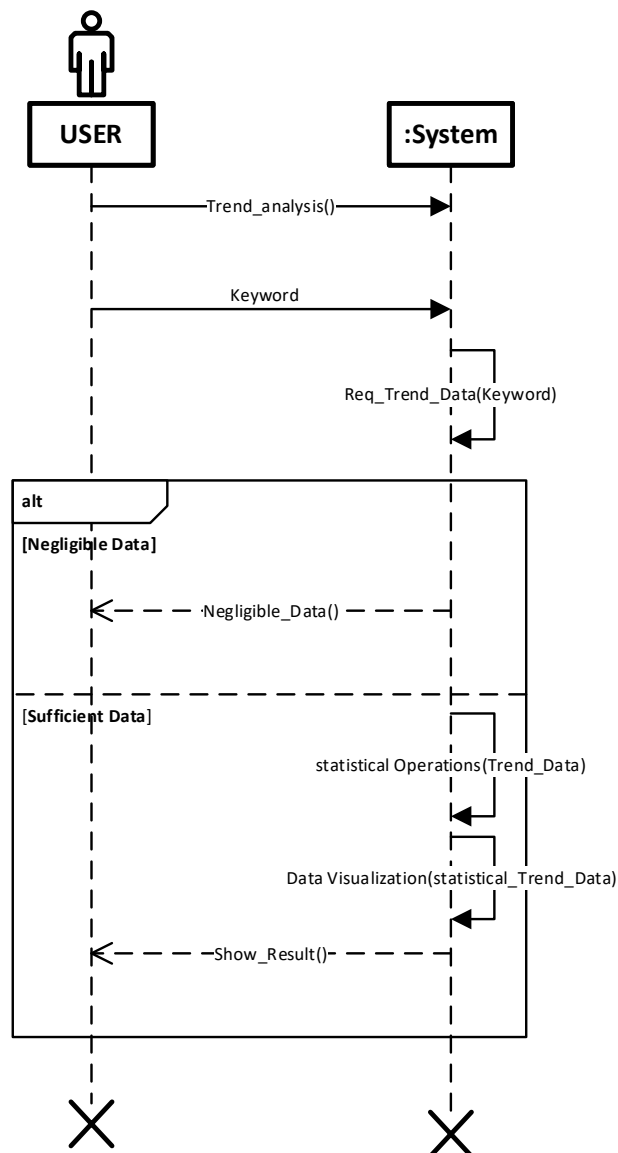 USER
:System
Trend_analysis()
Keyword
Req_Trend_Data(Keyword)
alt
[Negligible Data]
Negligible_Data()
[Sufficient Data]
statistical Operations(Trend_Data)
Data Visualization(statistical_Trend_Data)
Show_Result()